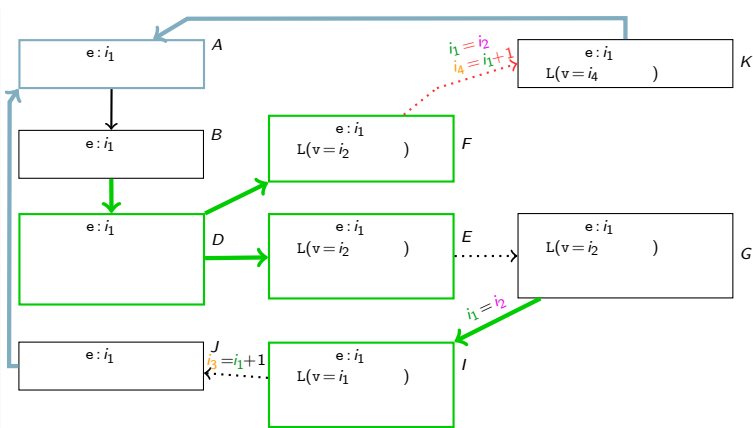 e : i₁
A
i₁ = i₂
i₄ = i₁+1
e : i₁
L(v = i₄ )
K
e : i₁
B
e : i₁
L(v = i₂ )
F
e : i₁
D
e : i₁
L(v = i₂ )
E
e : i₁
L(v = i₂ )
G
i₁ = i₂
e : i₁
J
i₃ = i₁+1
e : i₁
L(v = i₁ )
I